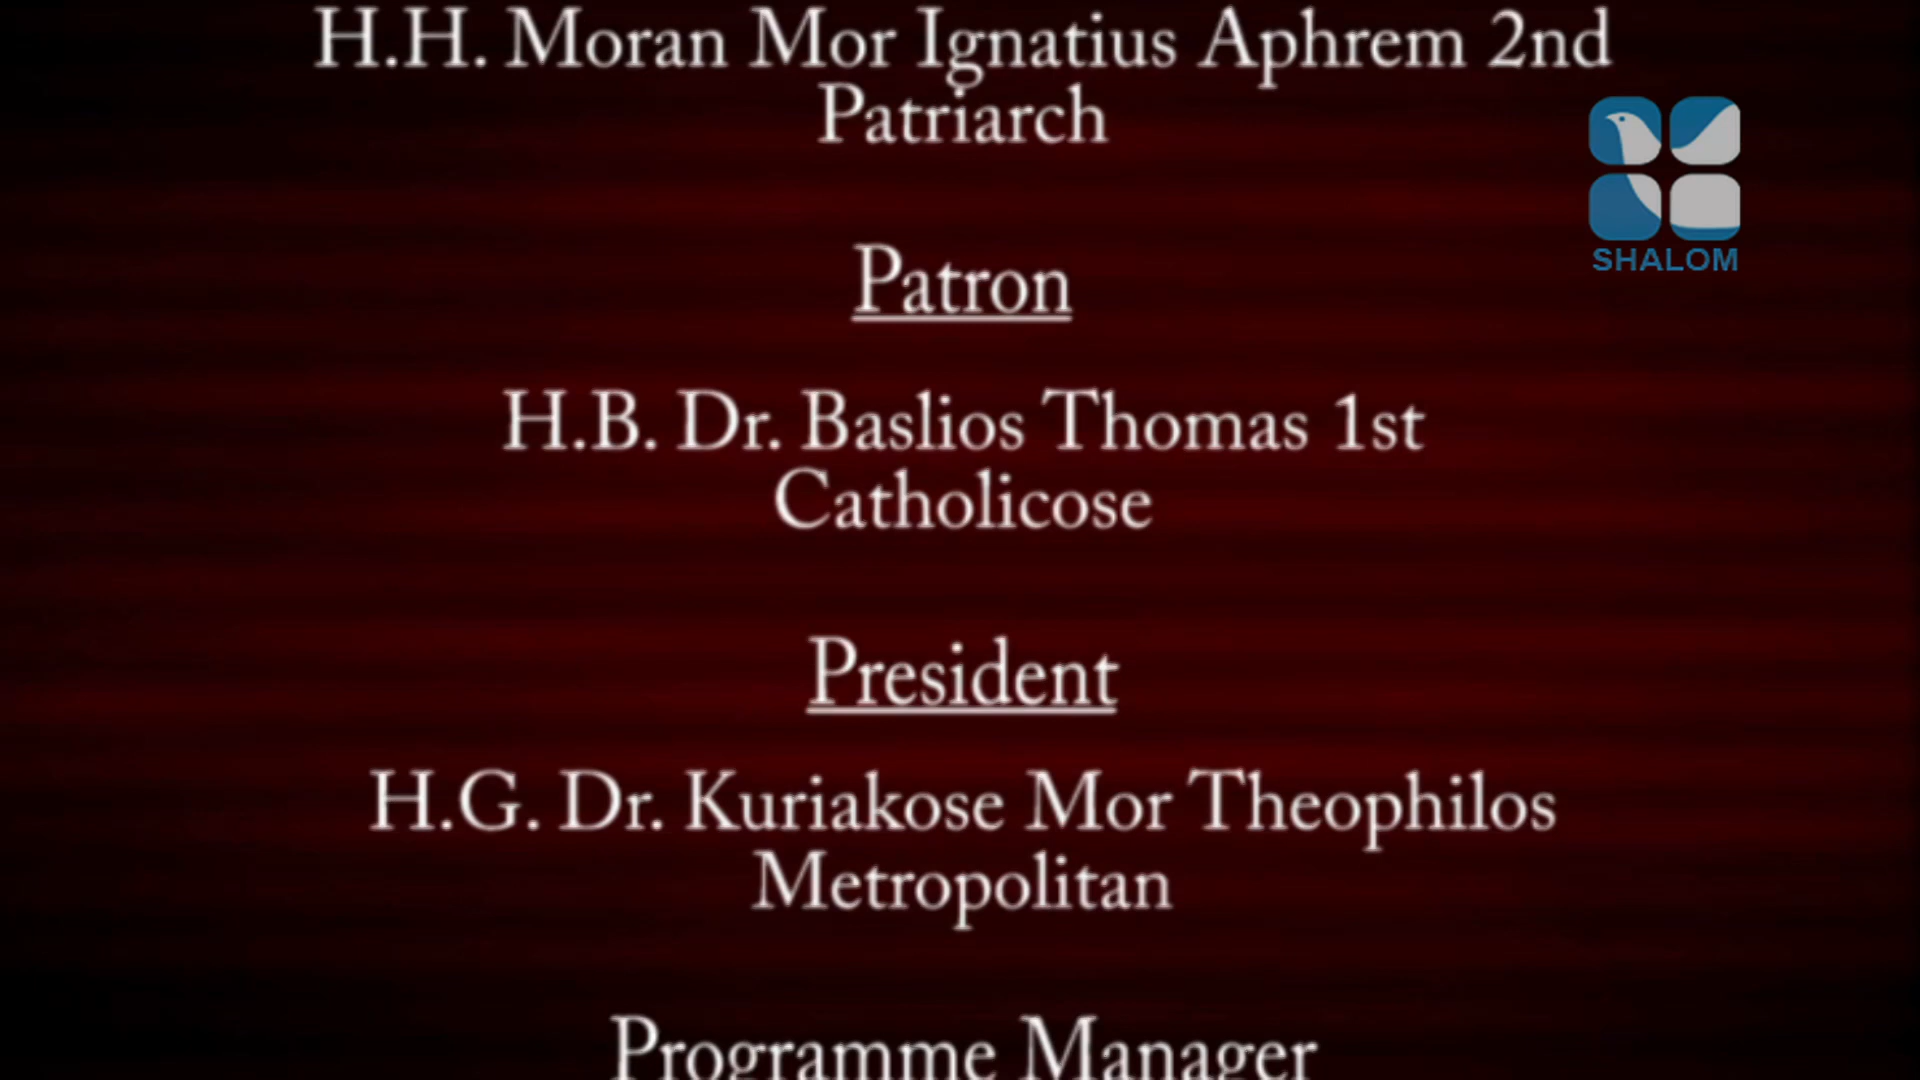 H.H. Moran Mor Ignatius Aphrem 2nd
Patriarch
SHALOM
Patron
H.B. Dr. Baslios Thomas 1st
Catholicose
President
H.G. Dr. Kuriakose Mor Theophilos
Metropolitan
Programme Manager